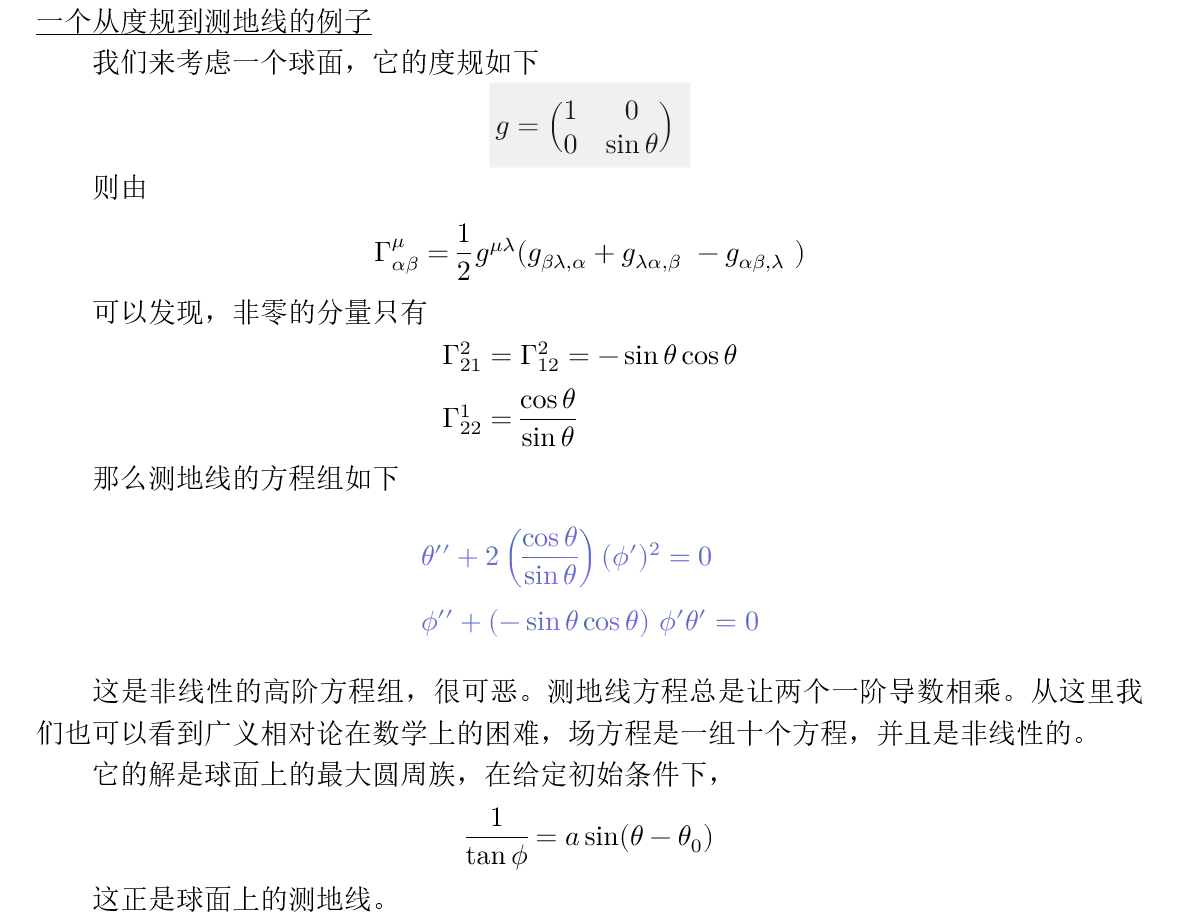 一个从度规到测地线的例子
我们来考虑一个球面，它的度规如下
g = \begin{pmatrix} 1 & 0 \\ 0 & \sin\theta \end{pmatrix}
则由
\Gamma^{\mu}_{\alpha\beta} = \frac{1}{2} g^{\mu\lambda} (g_{\beta\lambda,\alpha} + g_{\lambda\alpha,\beta} - g_{\alpha\beta,\lambda})
可以发现，非零的分量只有
\Gamma^{2}_{21} = \Gamma^{2}_{12} = -\sin\theta\cos\theta
\Gamma^{1}_{22} = \frac{\cos\theta}{\sin\theta}
那么测地线的方程组如下
\theta'' + 2\left(\frac{\cos\theta}{\sin\theta}\right)(\phi')^2 = 0
\phi'' + (-\sin\theta\cos\theta)\ \phi'\theta' = 0
这是非线性的高阶方程组，很可恶。测地线方程总是让两个一阶导数相乘。从这里我
们也可以看到广义相对论在数学上的困难，场方程是一组十个方程，并且是非线性的。
它的解是球面上的最大圆周族，在给定初始条件下，
\frac{1}{\tan\phi} = a\sin(\theta - \theta_0)
这正是球面上的测地线。